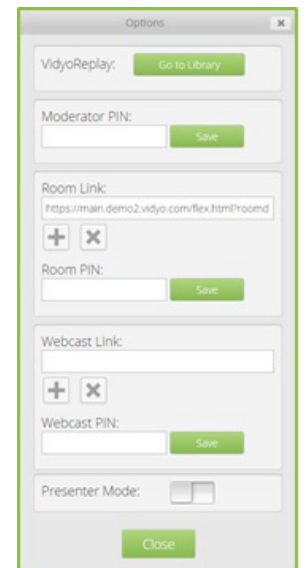 Options
VidyoReplay: Go to Library
Moderator PIN:
Save
Room Link:
https://main.demo2.vidyo.com/flex.html?roomd
Room PIN:
Save
Webcast Link:
Webcast PIN:
Save
Presenter Mode:
Close